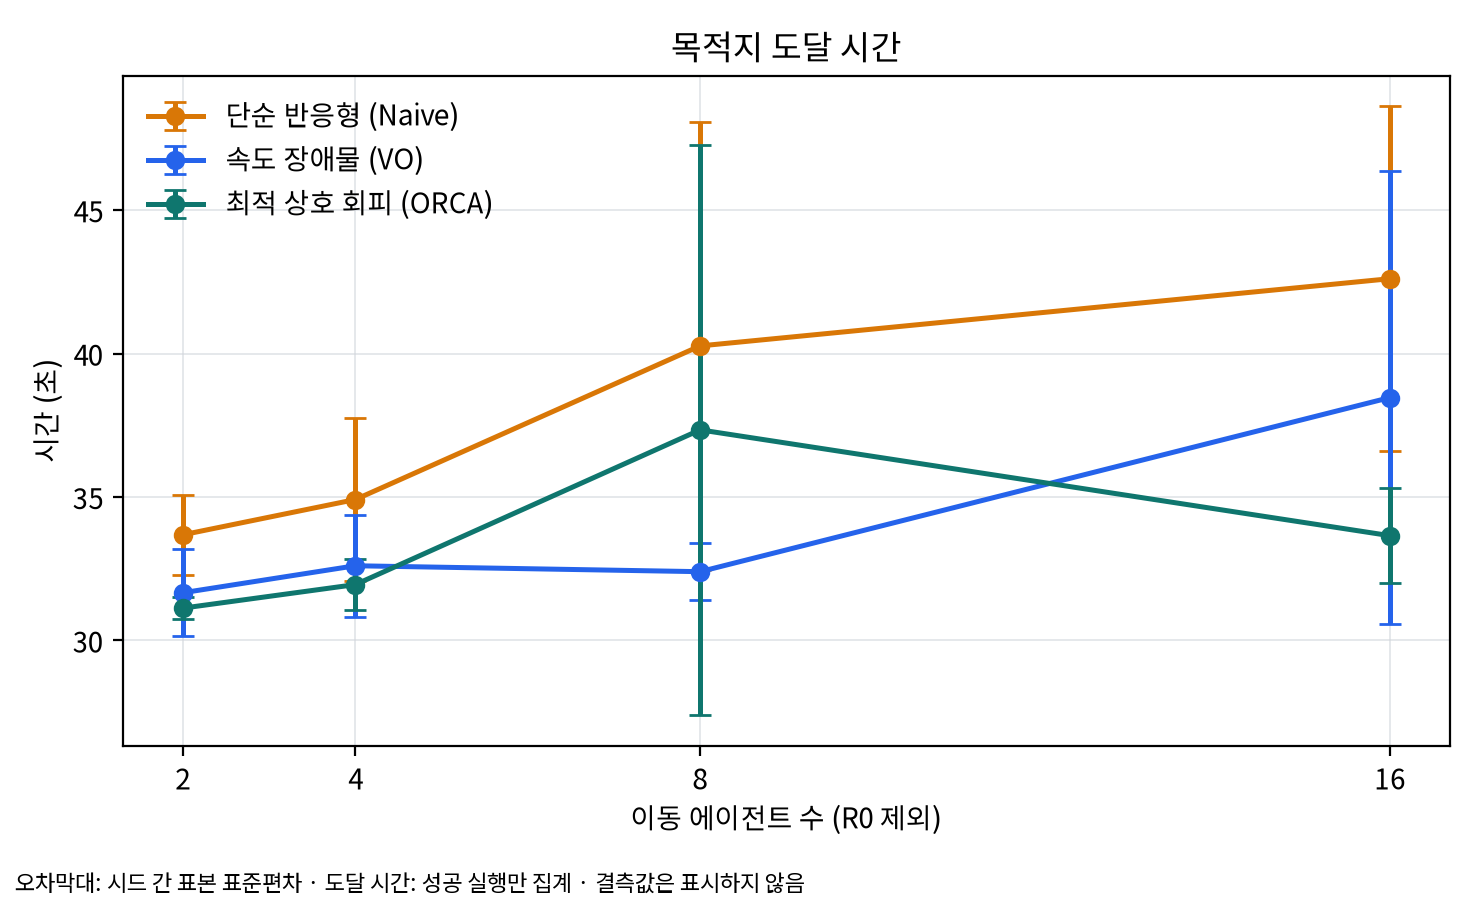 목적지 도달 시간
단순 반응형 (Naive)
속도 장애물 (VO)
최적 상호 회피 (ORCA)
45
40
35
30
시간 (초)
2 4 8 16
이동 에이전트 수 (R0 제외)
오차막대: 시드 간 표본 표준편차 · 도달 시간: 성공 실행만 집계 · 결측값은 표시하지 않음